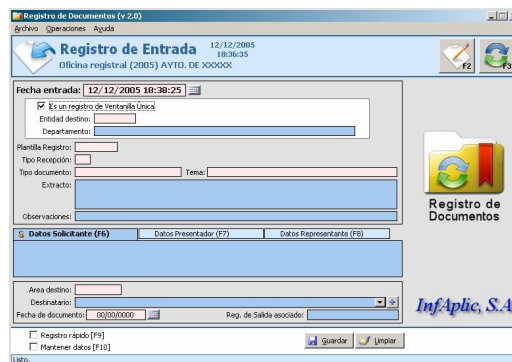 Registro de Documentos (v 2.0)
Archivo Operaciones Ayuda
Registro de Entrada 12/12/2005
18:36:35
Oficina registral (2005) AYTO. DE XXXXX
F2 F3
Fecha entrada: 12/12/2005 18:38:25
Es un registro de Ventanilla Única
Entidad destino:
Departamento:
Plantilla Registro:
Tipo Recepción:
Tipo documento: Tema:
Extracto:
Observaciones:
Registro de
Documentos
Datos Solicitante (F6) Datos Presentador (F7) Datos Representante (F8)
Area destino:
Destinatario:
Fecha de documento: 00/00/0000 Reg. de Salida asociado:
InfAplic, S.A
Registro rápido [F9]
Mantener datos [F10]
Guardar Limpiar
Listo.